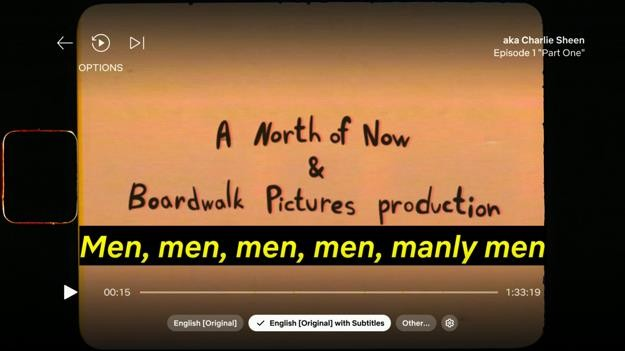 aka Charlie Sheen
Episode 1 "Part One"
OPTIONS
A North of Now
&
Boardwalk Pictures production
Men, men, men, men, manly men
00:15
1:33:19
English [Original]
English [Original] with Subtitles
Other...